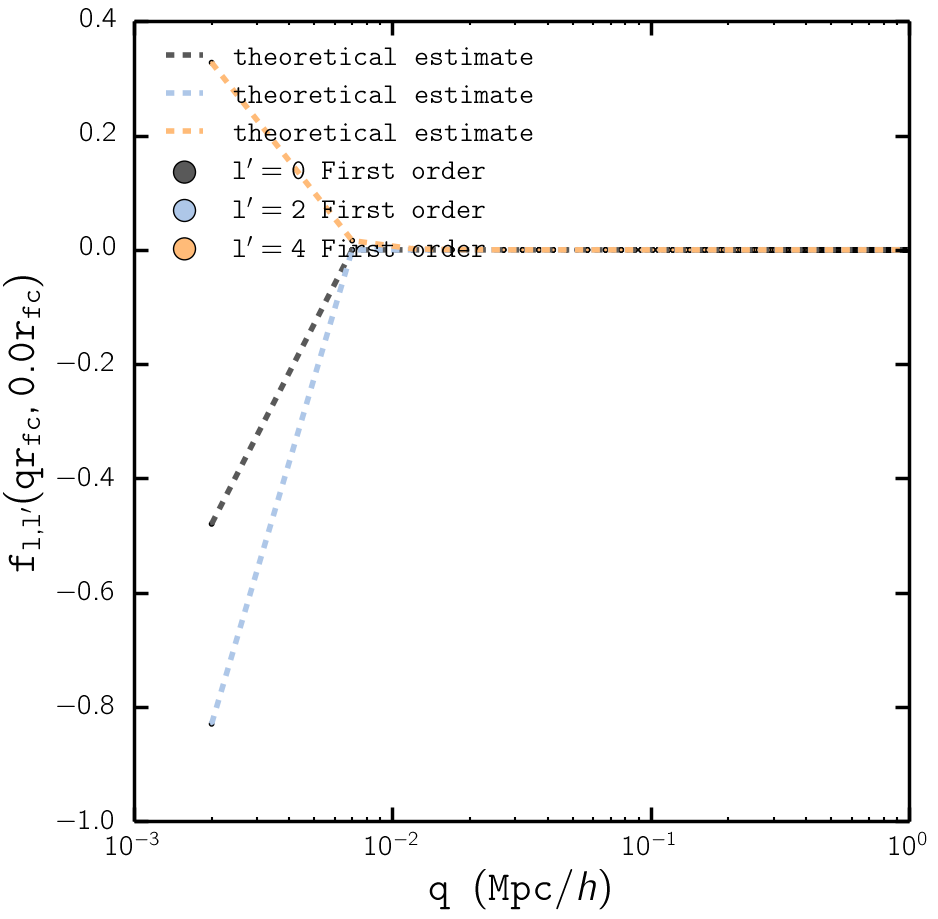 0.4
0.2
0.0
−0.2
−0.4
−0.6
−0.8
−1.0
theoretical estimate
theoretical estimate
theoretical estimate
l′ = 0 First order
l′ = 2 First order
l′ = 4 First order
f_{l,l′}(qr_{fc}, 0.0r_{fc})
10⁻³ 10⁻² 10⁻¹ 10⁰
q (Mpc/h)